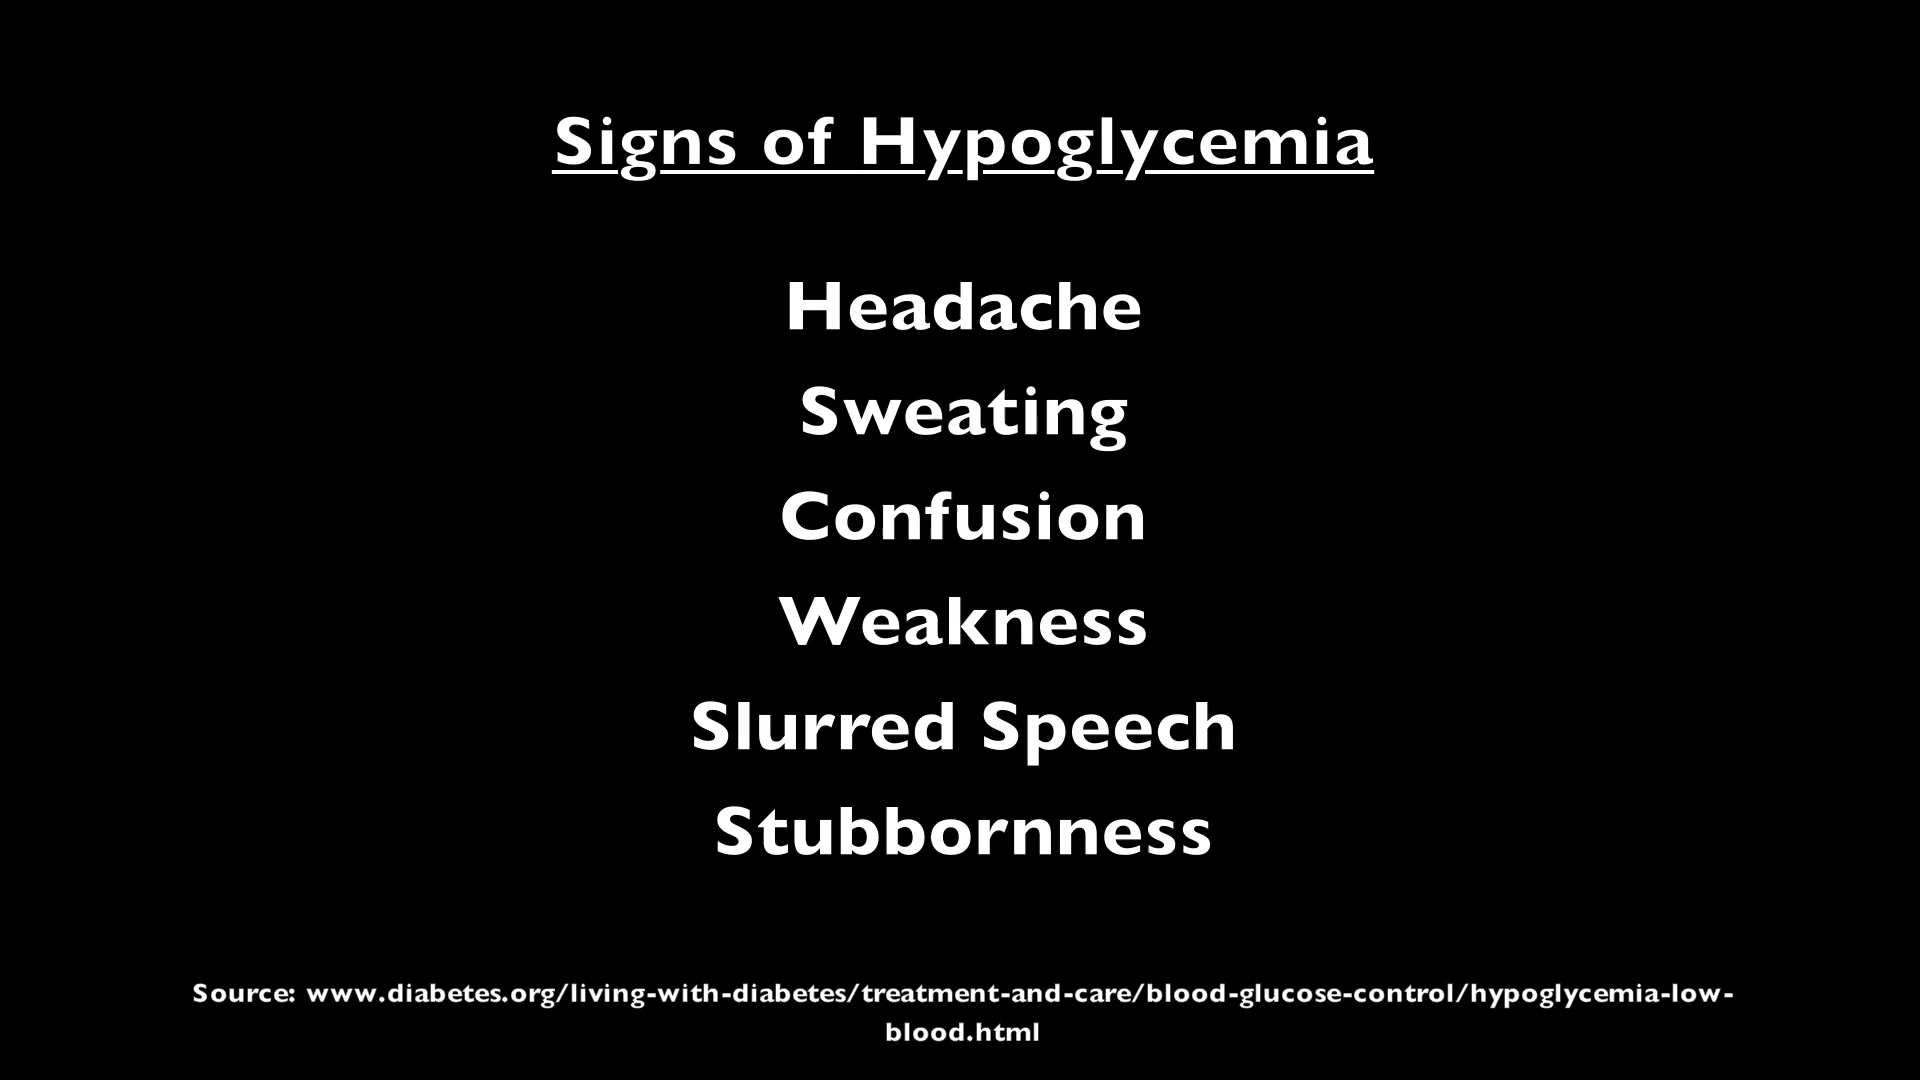 Signs of Hypoglycemia
Headache
Sweating
Confusion
Weakness
Slurred Speech
Stubbornness
Source: www.diabetes.org/living-with-diabetes/treatment-and-care/blood-glucose-control/hypoglycemia-low-
blood.html